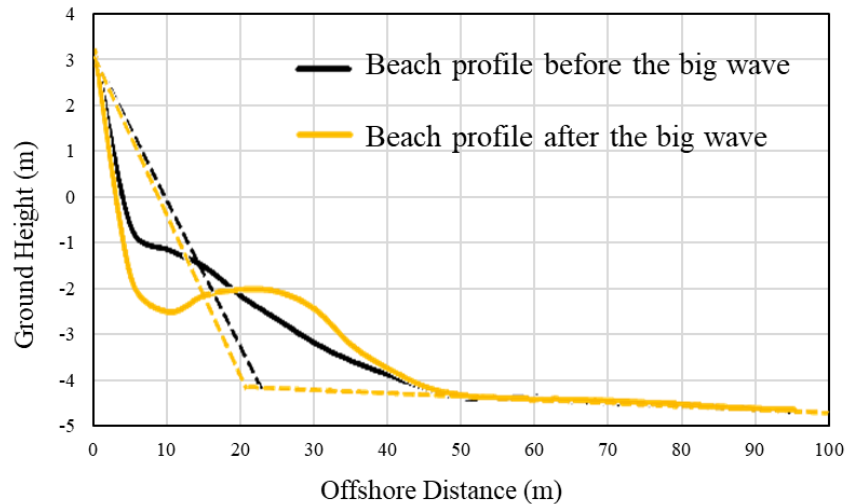 4
3
2
1
0
-1
-2
-3
-4
-5
Ground Height (m)
Beach profile before the big wave
Beach profile after the big wave
0 10 20 30 40 50 60 70 80 90 100
Offshore Distance (m)